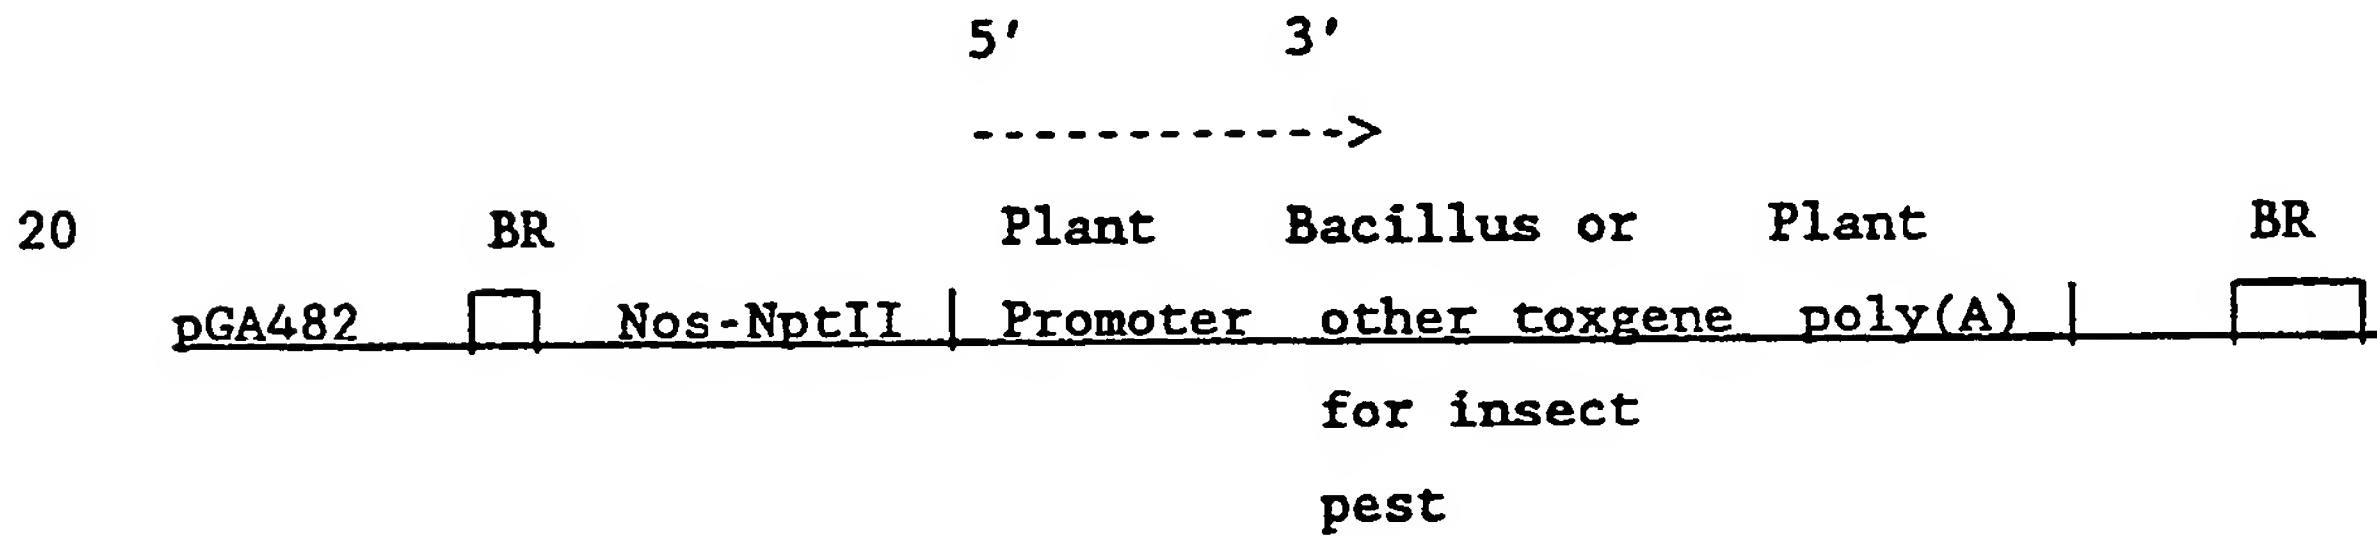 5' 3'
------------>
20 BR Plant Bacillus or Plant BR
pGA482 Nos-NptII Promoter other toxgene poly(A)
for insect
pest